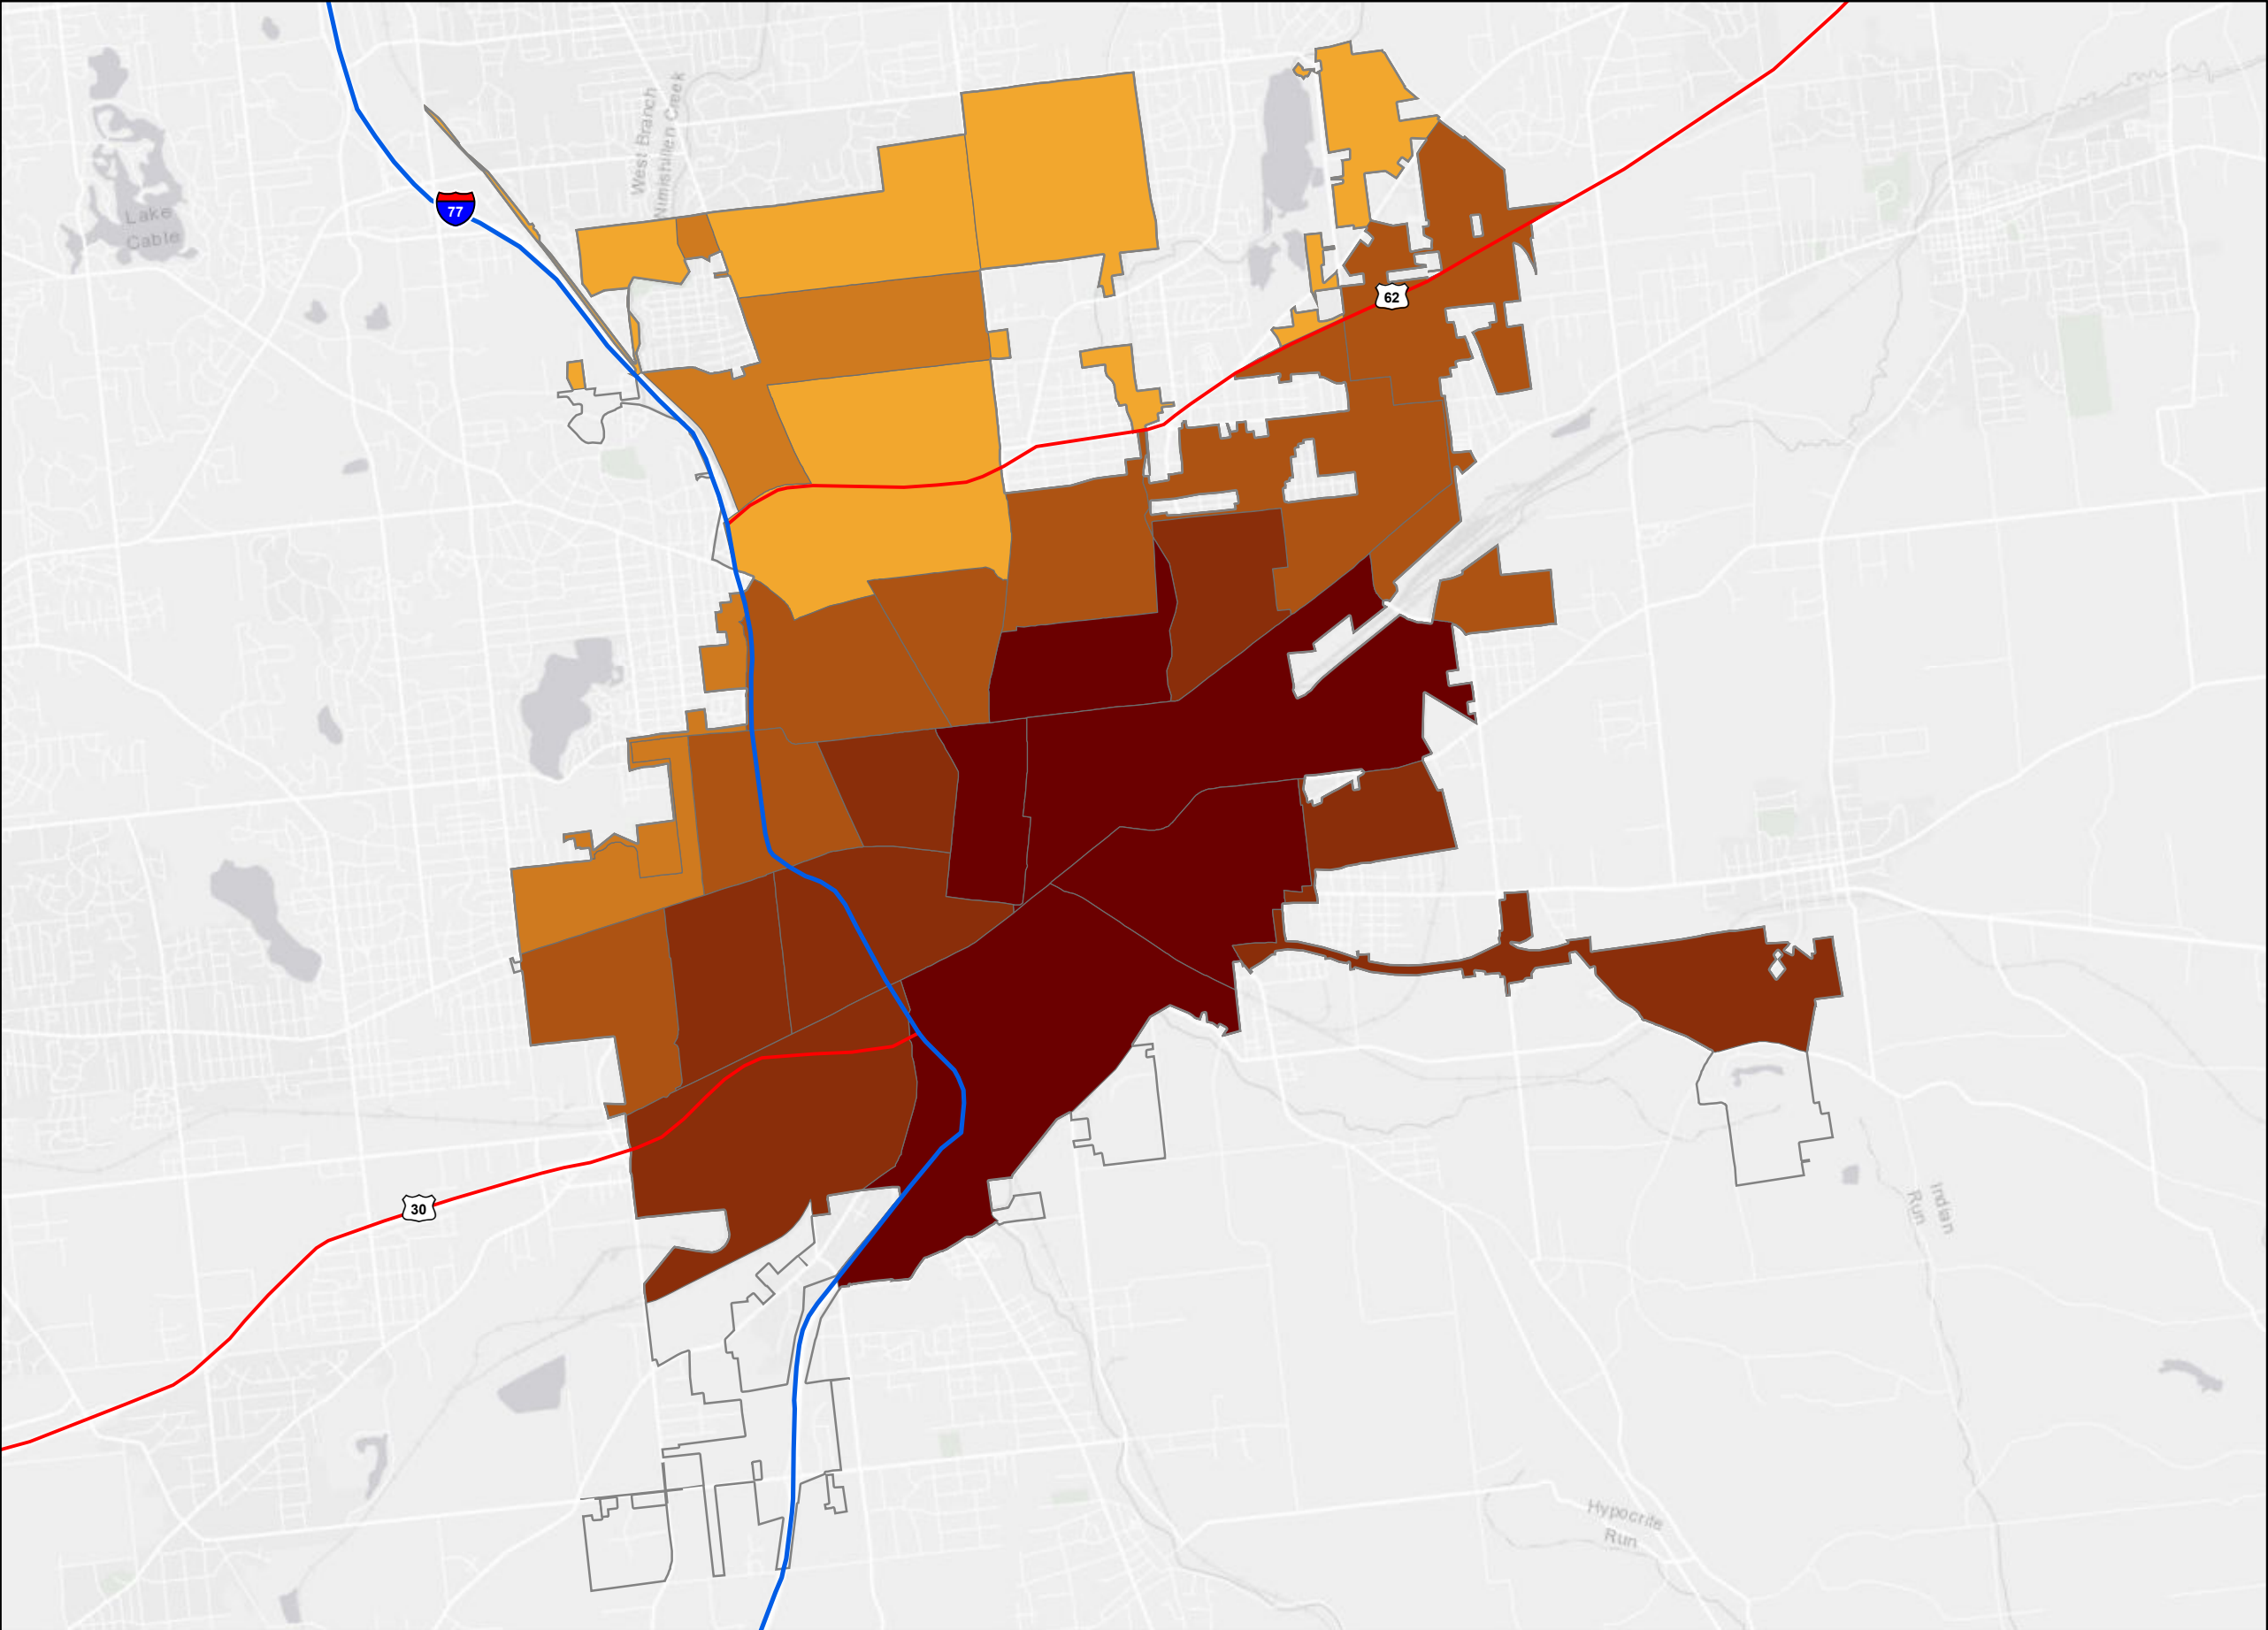 West Branch
Nimishillen Creek
77
Lake
Cable
62
30
Indian
Run
Hypocrite
Run